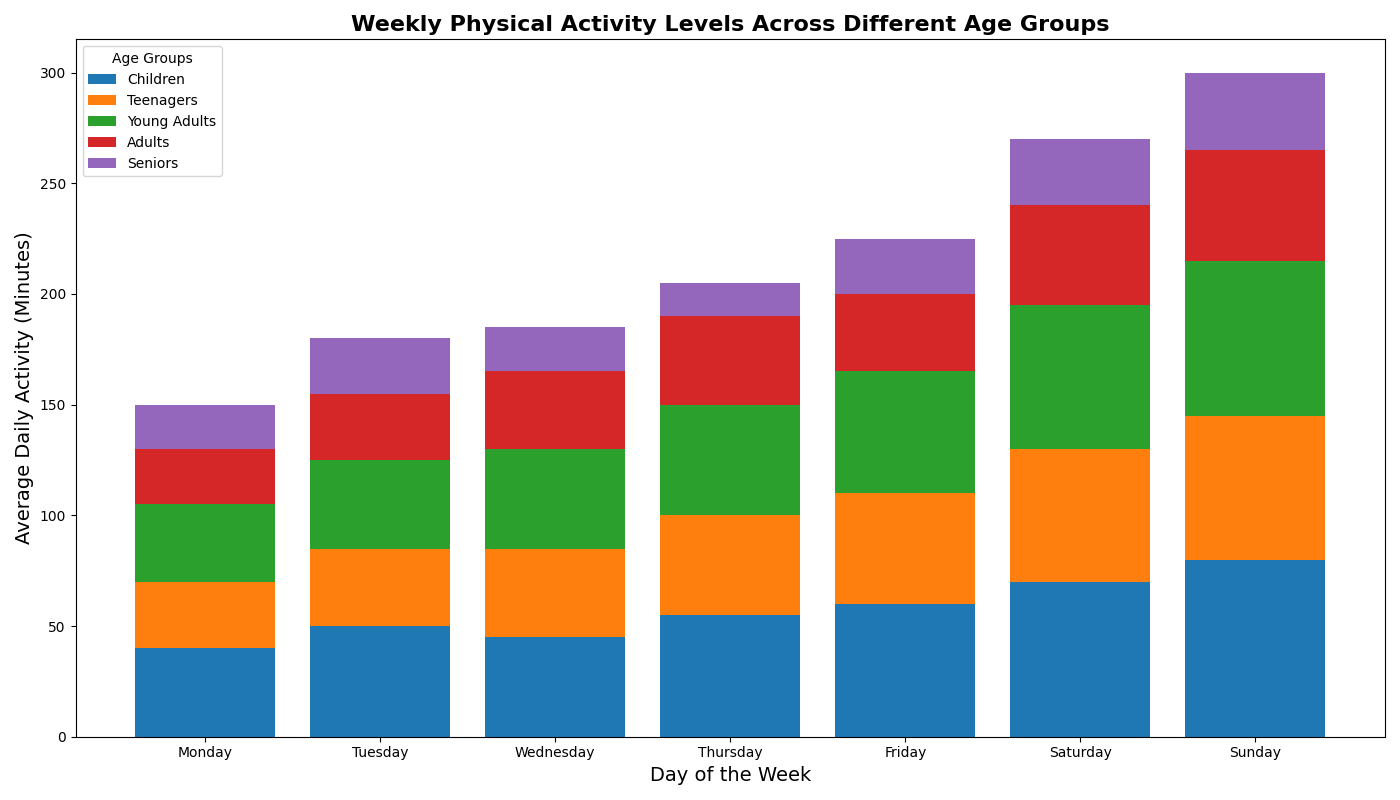 Weekly Physical Activity Levels Across Different Age Groups
Age Groups
Children
Teenagers
Young Adults
Adults
Seniors
Average Daily Activity (Minutes)
300
250
200
150
100
50
0
Monday Tuesday Wednesday Thursday Friday Saturday Sunday
Day of the Week